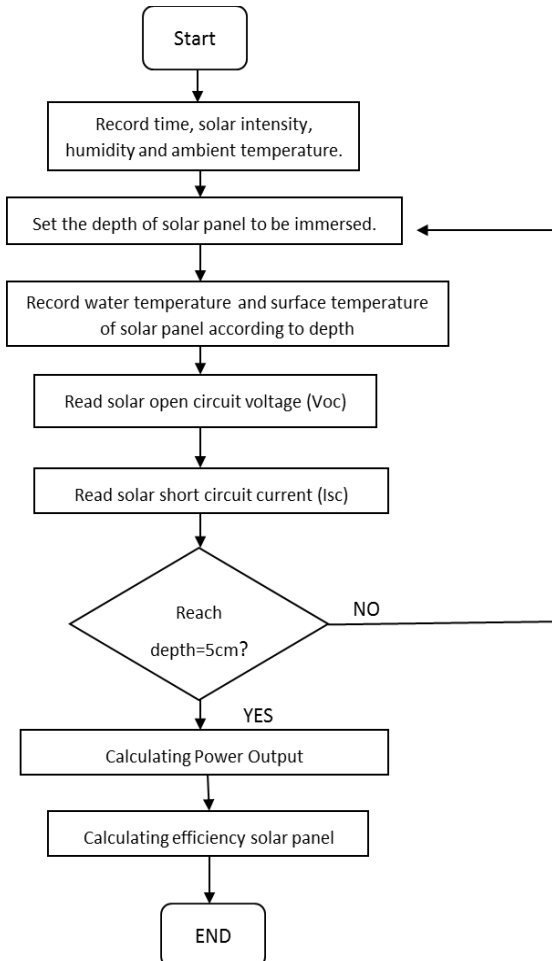 Start
Record time, solar intensity,
humidity and ambient temperature.
Set the depth of solar panel to be immersed.
Record water temperature and surface temperature
of solar panel according to depth
Read solar open circuit voltage (Voc)
Read solar short circuit current (Isc)
Reach
depth=5cm?
NO
YES
Calculating Power Output
Calculating efficiency solar panel
END